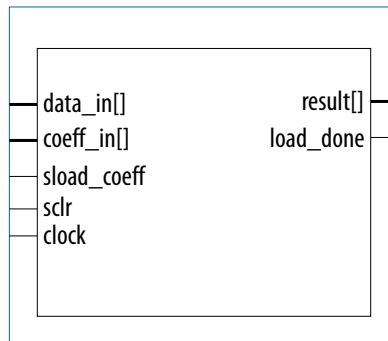 data_in[]
result[]
coeff_in[]
load_done
sload_coeff
sclr
clock